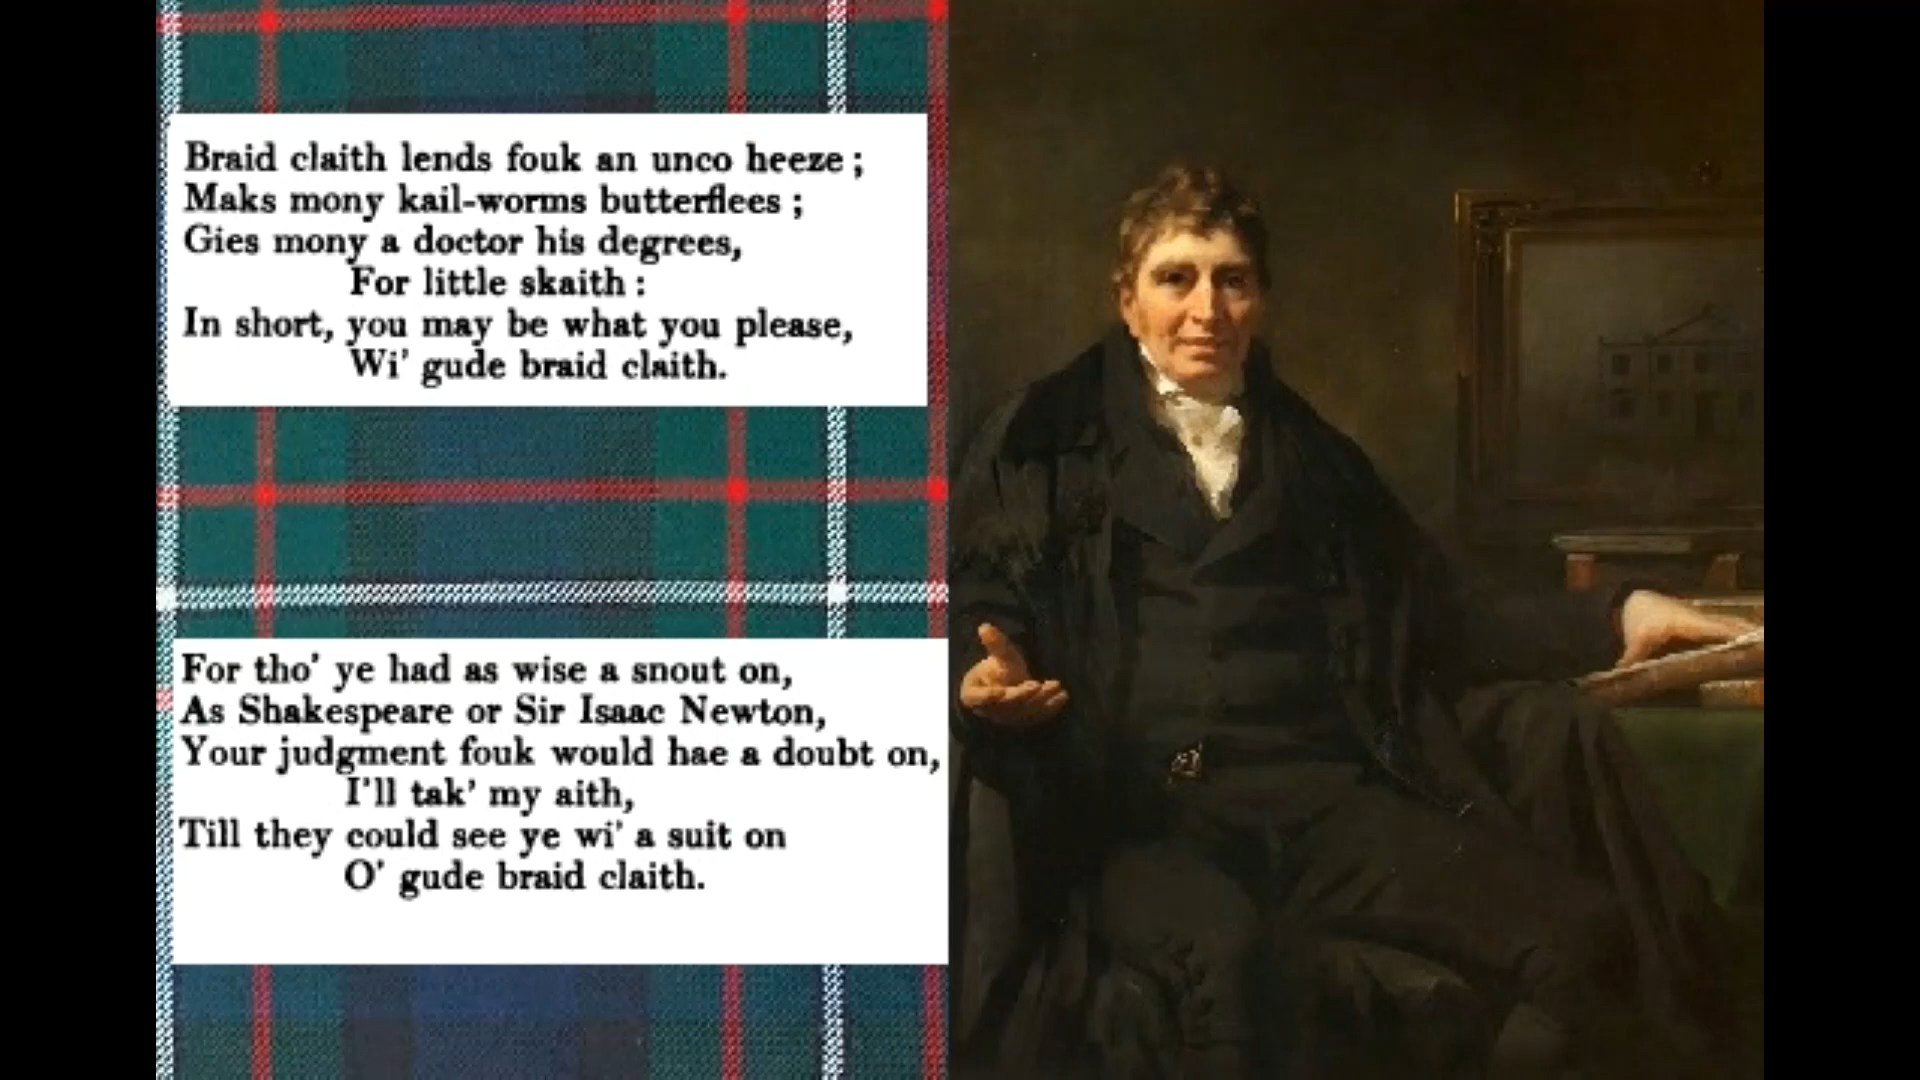 Braid claith lends fouk an unco heeze ;
Maks mony kail-worms butterflees ;
Gies mony a doctor his degrees,
For little skaith :
In short, you may be what you please,
Wi' gude braid claith.
For tho' ye had as wise a snout on,
As Shakespeare or Sir Isaac Newton,
Your judgment fouk would hae a doubt on,
I'll tak' my aith,
Till they could see ye wi' a suit on
O' gude braid claith.